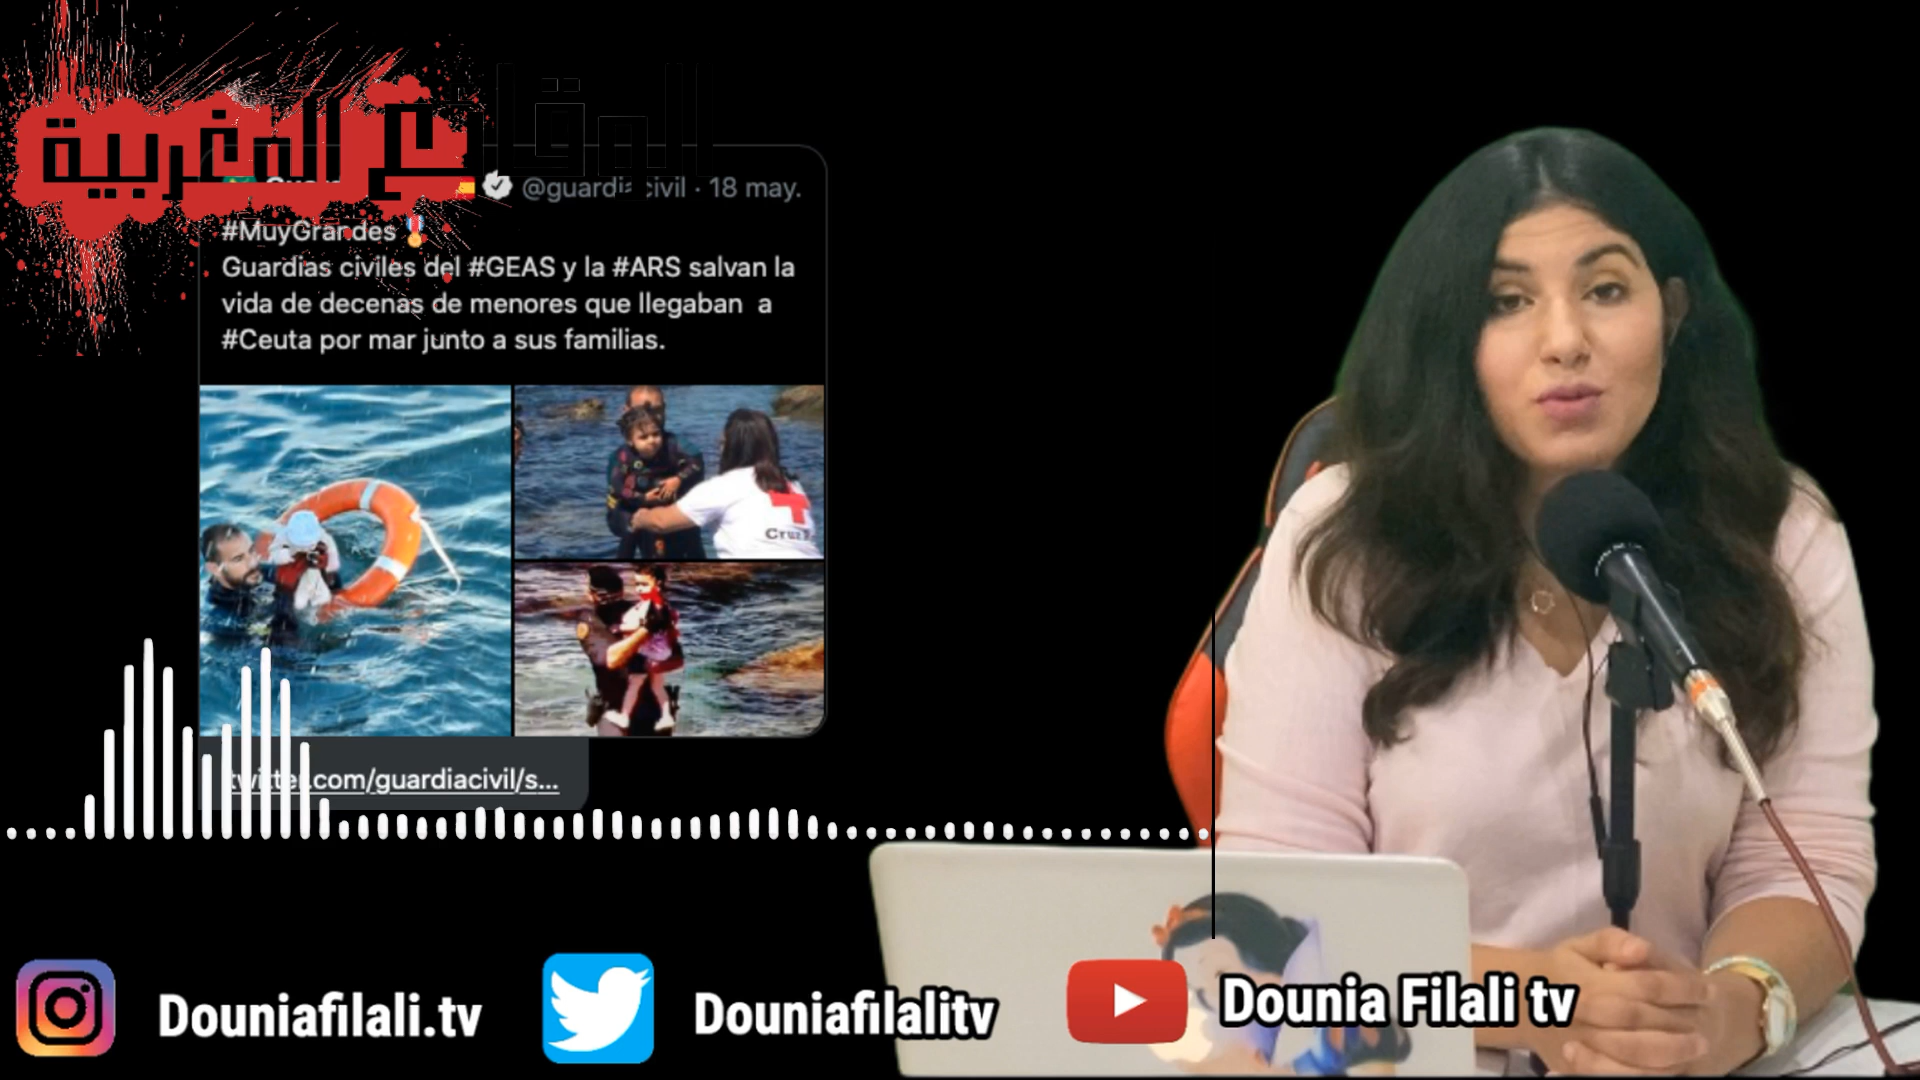 الوقائع المغربية
@guardiacivil · 18 may.
#MuyGrandes
Guardias civiles del #GEAS y la #ARS salvan la
vida de decenas de menores que llegaban a
#Ceuta por mar junto a sus familias.
twitter.com/guardiacivil/s...
Douniafilali.tv
Douniafilalitv
Dounia Filali tv